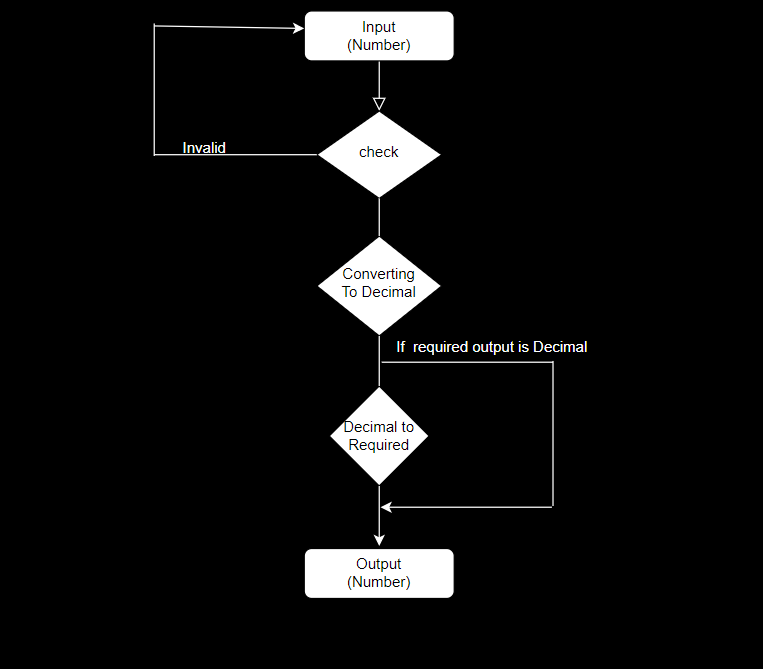 Input
(Number)
Invalid
check
Converting
To Decimal
If  required output is Decimal
Decimal to
Required
Output
(Number)